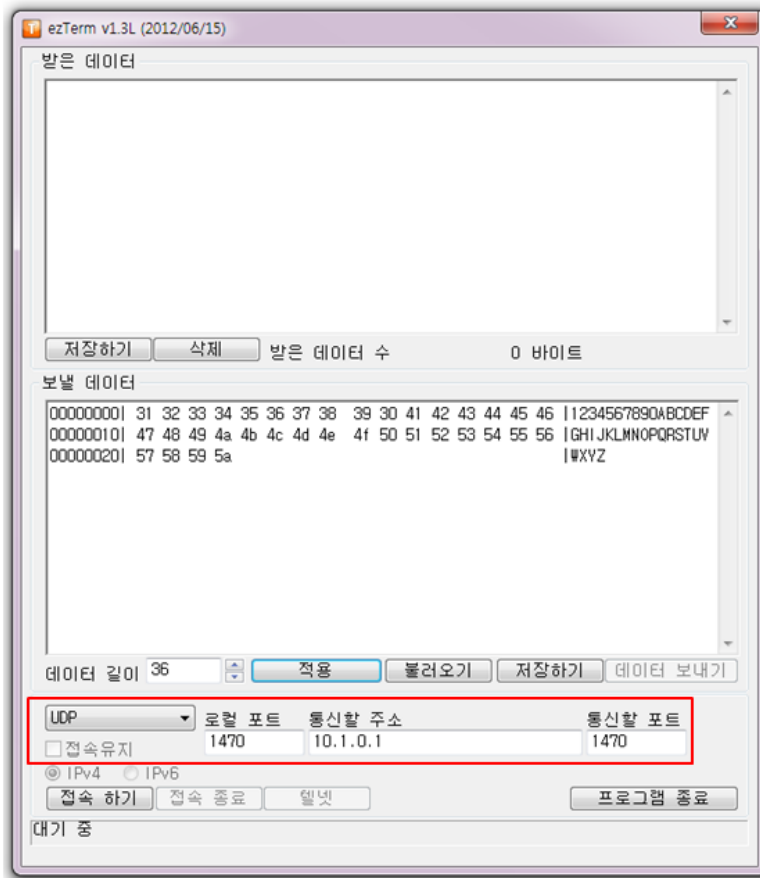 ezTerm v1.3L (2012/06/15)
받은 데이터
저장하기 삭제 받은 데이터 수 0 바이트
보낼 데이터
00000000| 31 32 33 34 35 36 37 38 39 30 41 42 43 44 45 46 |1234567890ABCDEF
00000010| 47 48 49 4a 4b 4c 4d 4e 4f 50 51 52 53 54 55 56 |GHIJKLMNOPQRSTUV
00000020| 57 58 59 5a |WXYZ
데이터 길이 36 적용 불러오기 저장하기 데이터 보내기
UDP 로컬 포트 통신할 주소 통신할 포트
접속유지 1470 10.1.0.1 1470
IPv4 IPv6
접속 하기 접속 종료 텔넷 프로그램 종료
대기 중